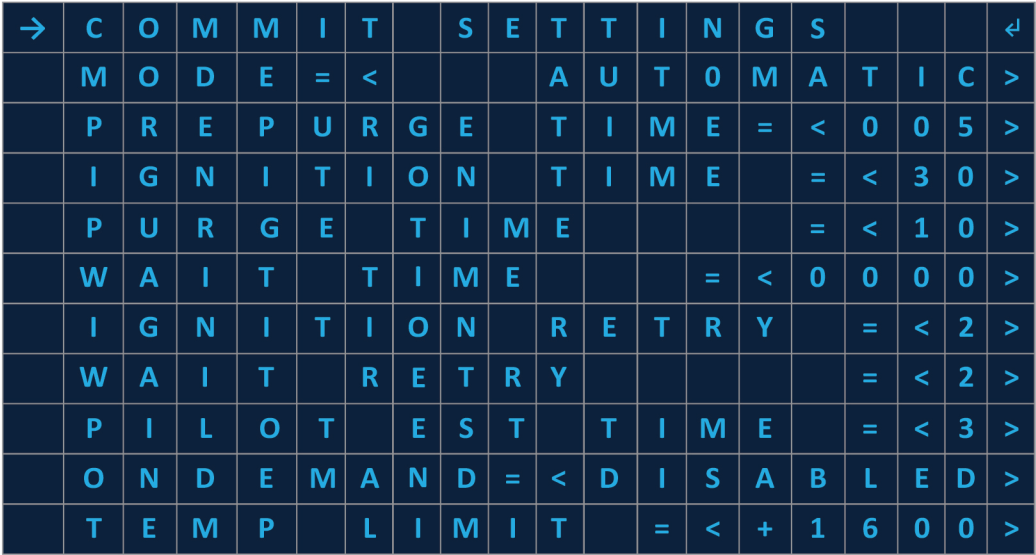 → COMMIT SETTINGS ↵
MODE=< AUT0MATIC>
PREPURGE TIME=<005>
IGNITION TIME =<30>
PURGE TIME =<10>
WAIT TIME =<0000>
IGNITION RETRY =<2>
WAIT RETRY =<2>
PILOT EST TIME =<3>
ONDEMAND=<DISABLED>
TEMP LIMIT =<+1600>